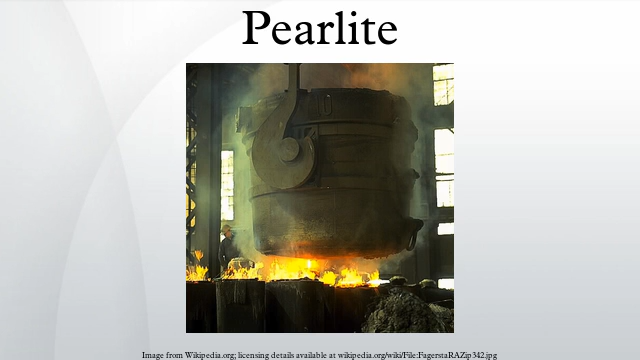 Pearlite
Image from Wikipedia.org; licensing details available at wikipedia.org/wiki/File:FagerstaRAZip342.jpg